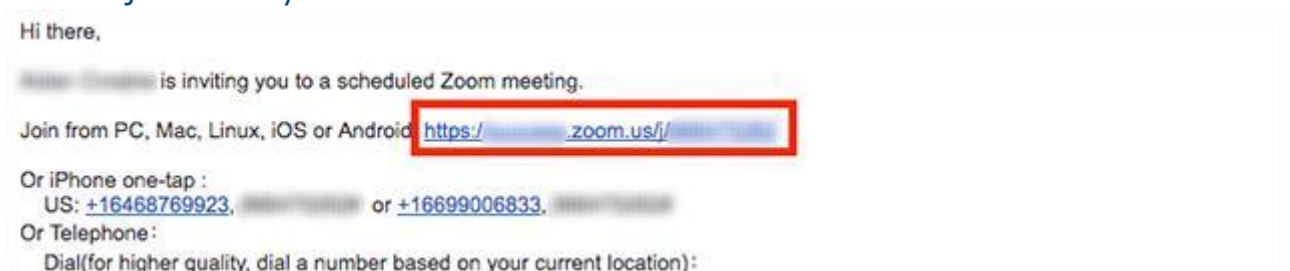 Hi there,
is inviting you to a scheduled Zoom meeting.
Join from PC, Mac, Linux, iOS or Android https:/ .zoom.us/j/
Or iPhone one-tap :
US: +16468769923, or +16699006833,
Or Telephone:
Dial(for higher quality, dial a number based on your current location):